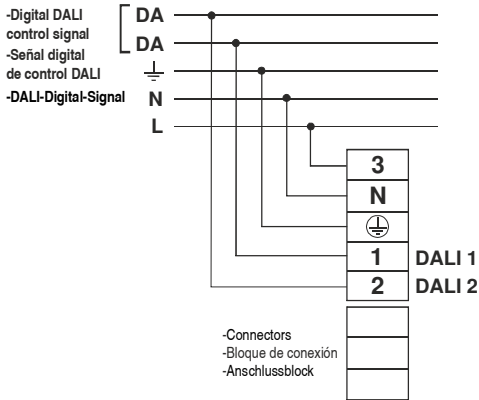 -Digital DALI
control signal
-Señal digital
de control DALI
-DALI-Digital-Signal
DA
DA
N
L
3
N
1 DALI 1
2 DALI 2
-Connectors
-Bloque de conexión
-Anschlussblock